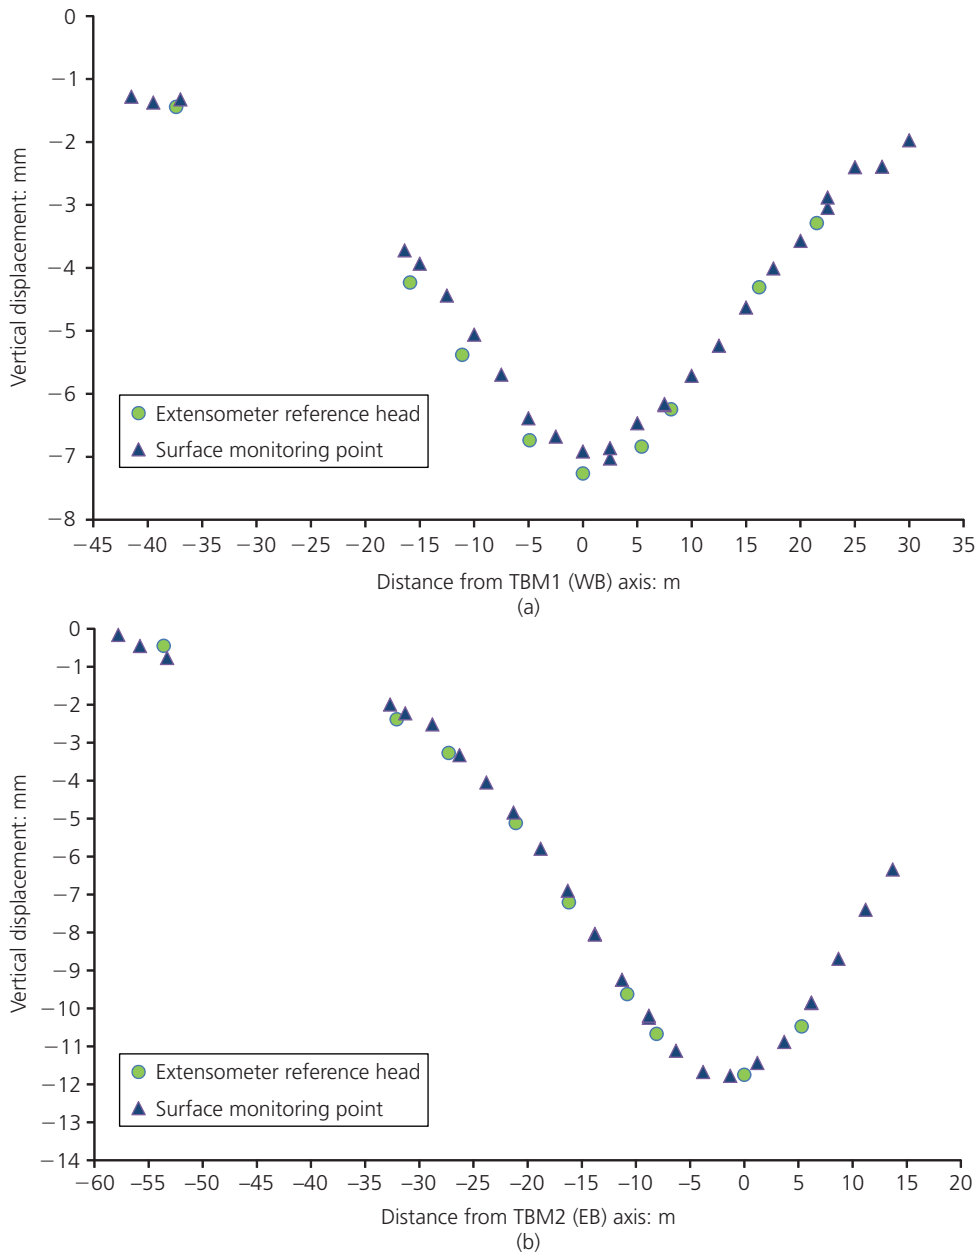 0
−1
−2
−3
−4
−5
−6
−7
−8
Vertical displacement: mm
Extensometer reference head
Surface monitoring point
−45 −40 −35 −30 −25 −20 −15 −10 −5 0 5 10 15 20 25 30 35
Distance from TBM1 (WB) axis: m
(a)
0
−1
−2
−3
−4
−5
−6
−7
−8
−9
−10
−11
−12
−13
−14
Vertical displacement: mm
Extensometer reference head
Surface monitoring point
−60 −55 −50 −45 −40 −35 −30 −25 −20 −15 −10 −5 0 5 10 15 20
Distance from TBM2 (EB) axis: m
(b)